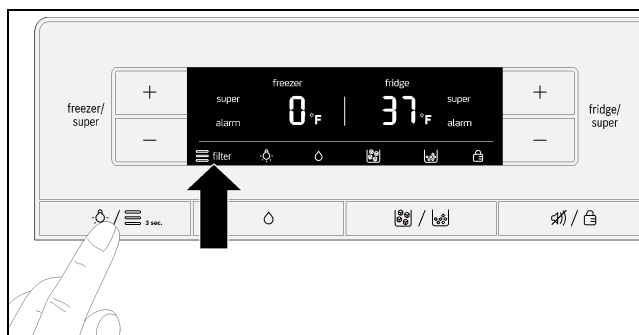 freezer/
super
+
−
freezer
super
alarm
0°F
fridge
37°F
super
alarm
filter
+
−
fridge/
super
/
3 sec.
/
/